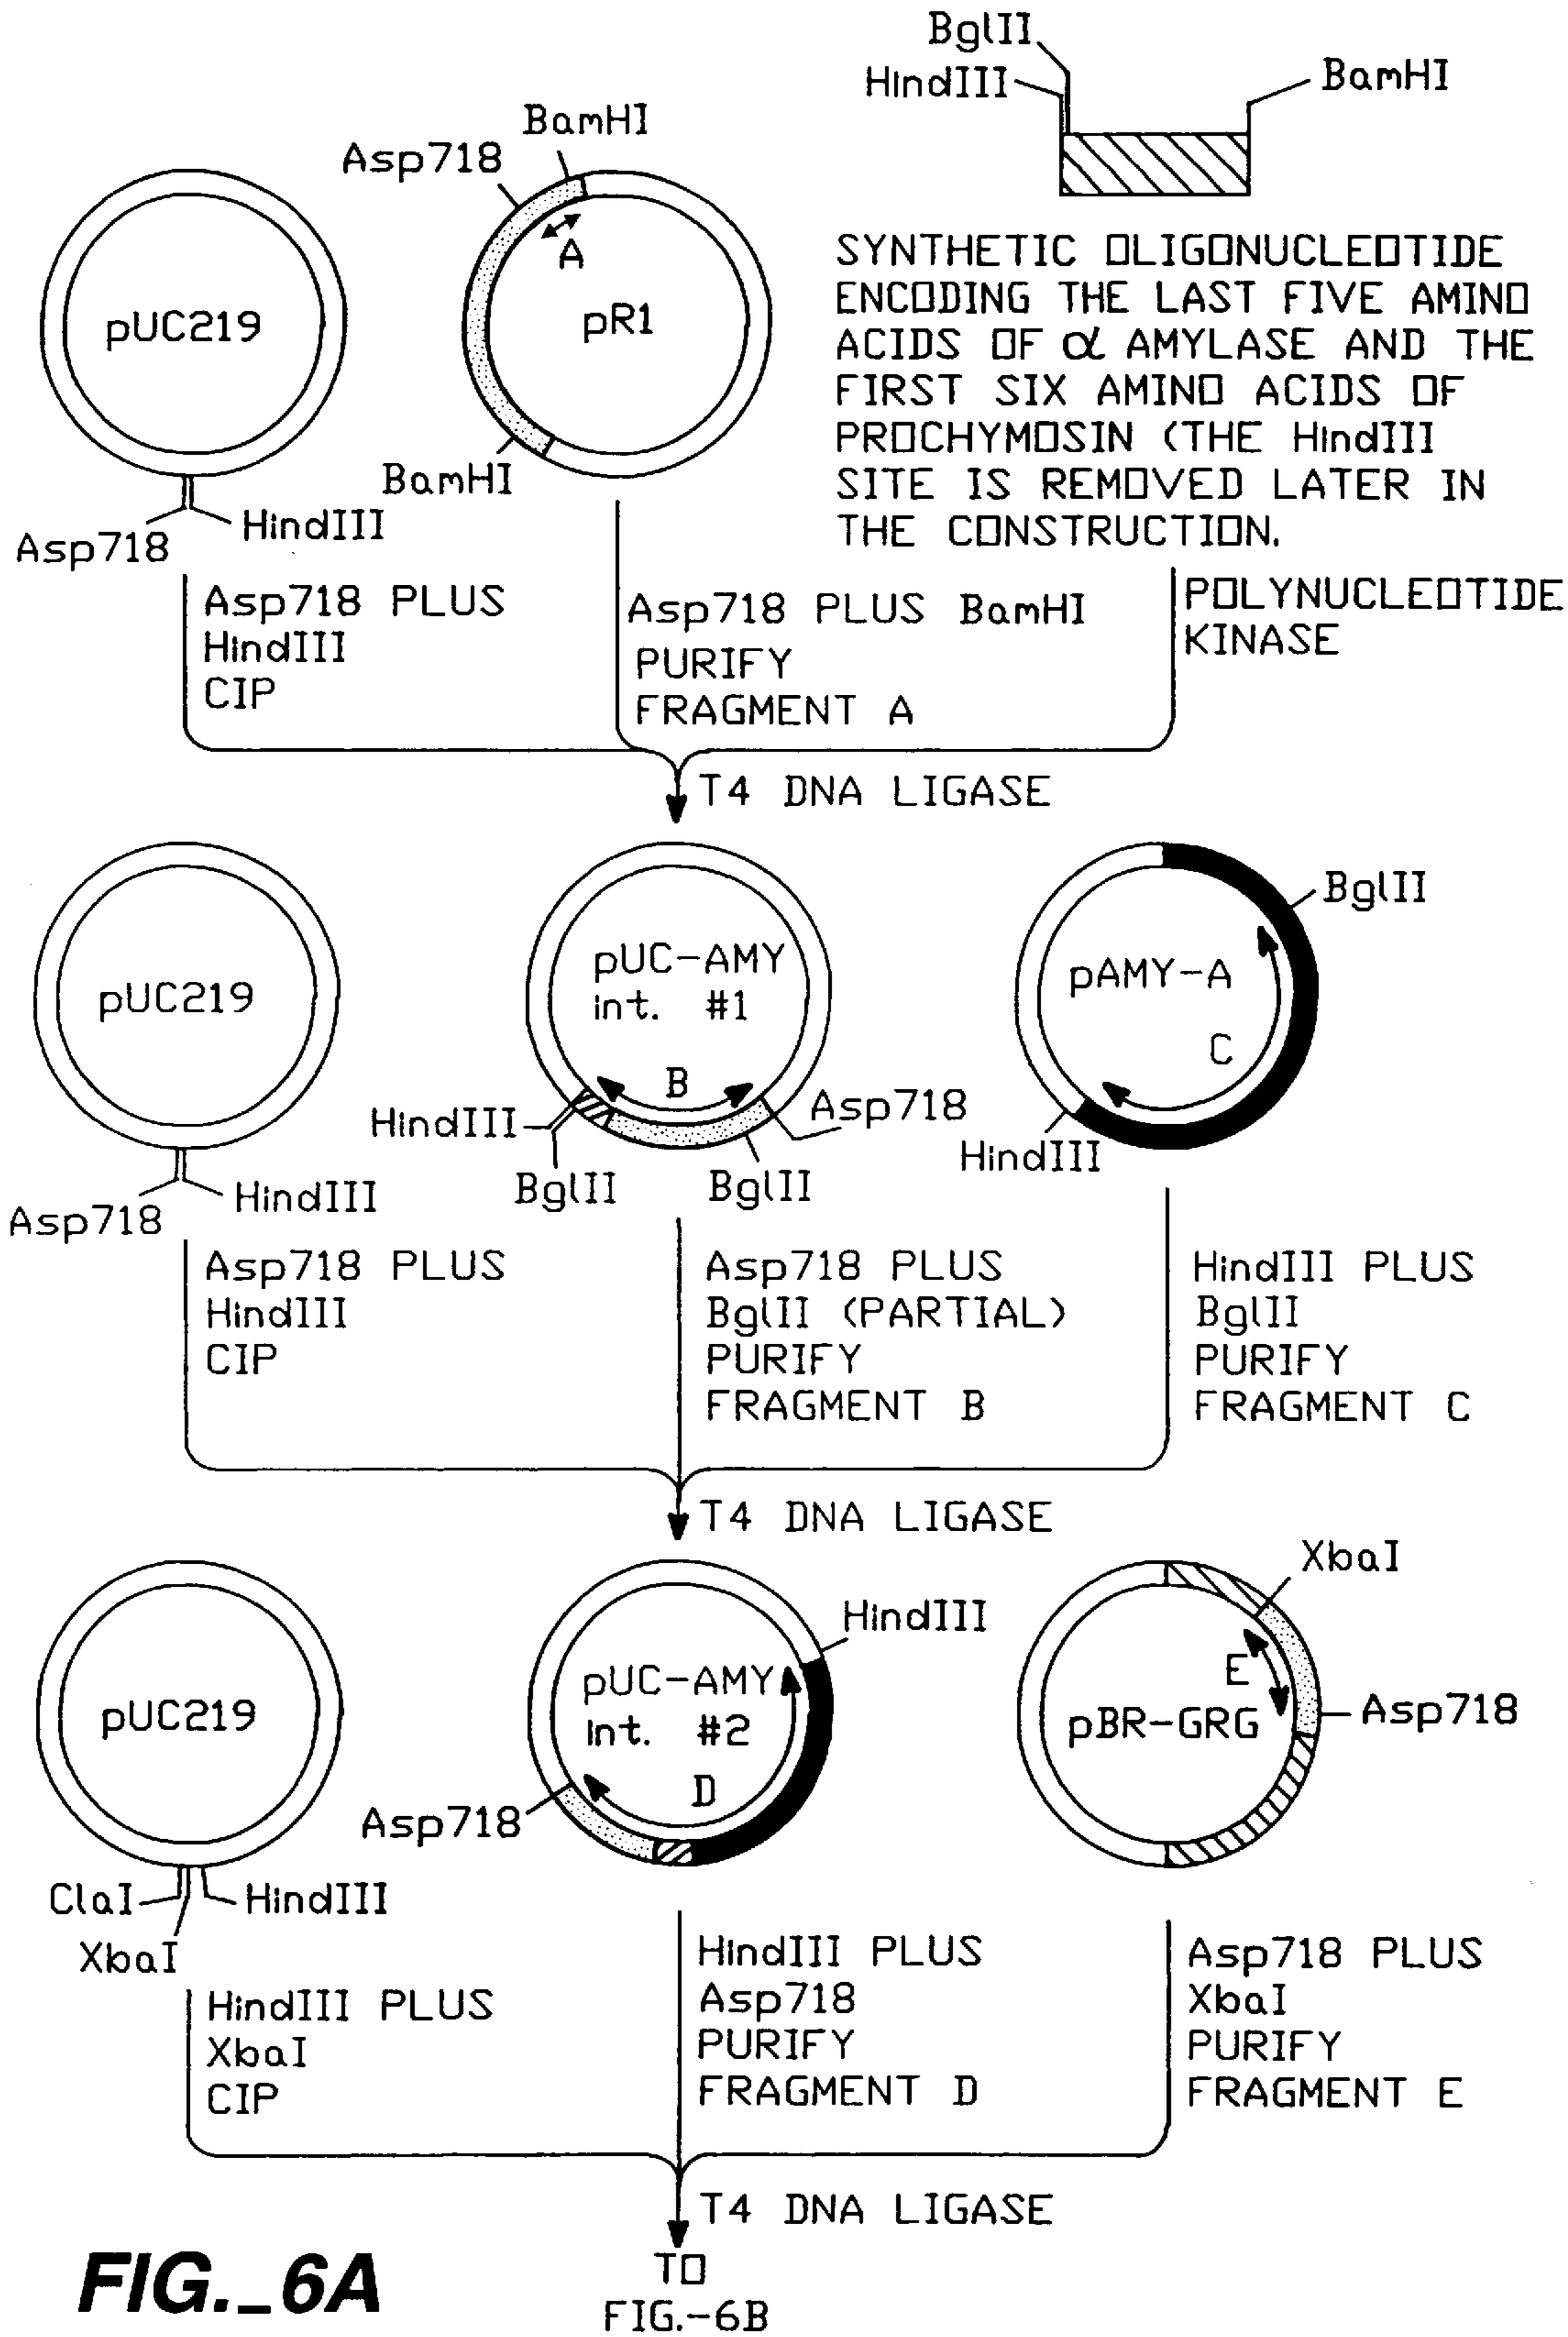 BglII
HindIII
BamHI
BamHI
Asp718
A
pUC219
pR1
BamHI
Asp718
HindIII
SYNTHETIC OLIGONUCLEOTIDE
ENCODING THE LAST FIVE AMINO
ACIDS OF α AMYLASE AND THE
FIRST SIX AMINO ACIDS OF
PROCHYMOSIN (THE HindIII
SITE IS REMOVED LATER IN
THE CONSTRUCTION.
Asp718 PLUS
HindIII
CIP
Asp718 PLUS BamHI
PURIFY
FRAGMENT A
POLYNUCLEOTIDE
KINASE
T4 DNA LIGASE
pUC219
Asp718
HindIII
pUC-AMY
int. #1
B
HindIII
BglII
BglII
Asp718
pAMY-A
C
BglII
HindIII
Asp718 PLUS
HindIII
CIP
Asp718 PLUS
BglII (PARTIAL)
PURIFY
FRAGMENT B
HindIII PLUS
BglII
PURIFY
FRAGMENT C
T4 DNA LIGASE
pUC219
ClaI
XbaI
HindIII
HindIII
pUC-AMY
Int. #2
D
Asp718
XbaI
E
pBR-GRG
Asp718
HindIII PLUS
XbaI
CIP
HindIII PLUS
Asp718
PURIFY
FRAGMENT D
Asp718 PLUS
XbaI
PURIFY
FRAGMENT E
T4 DNA LIGASE
TO
FIG.-6B
FIG._6A